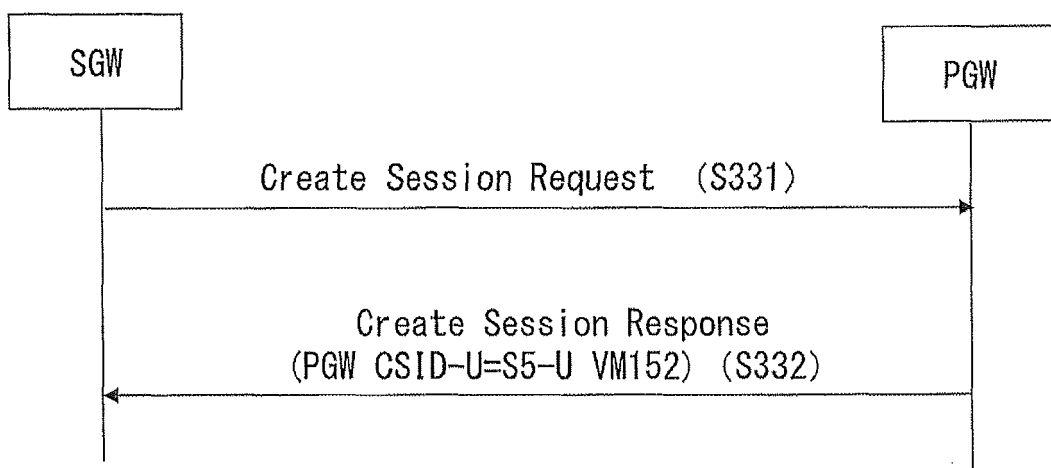 SGW
PGW
Create Session Request (S331)
Create Session Response
(PGW CSID-U=S5-U VM152) (S332)